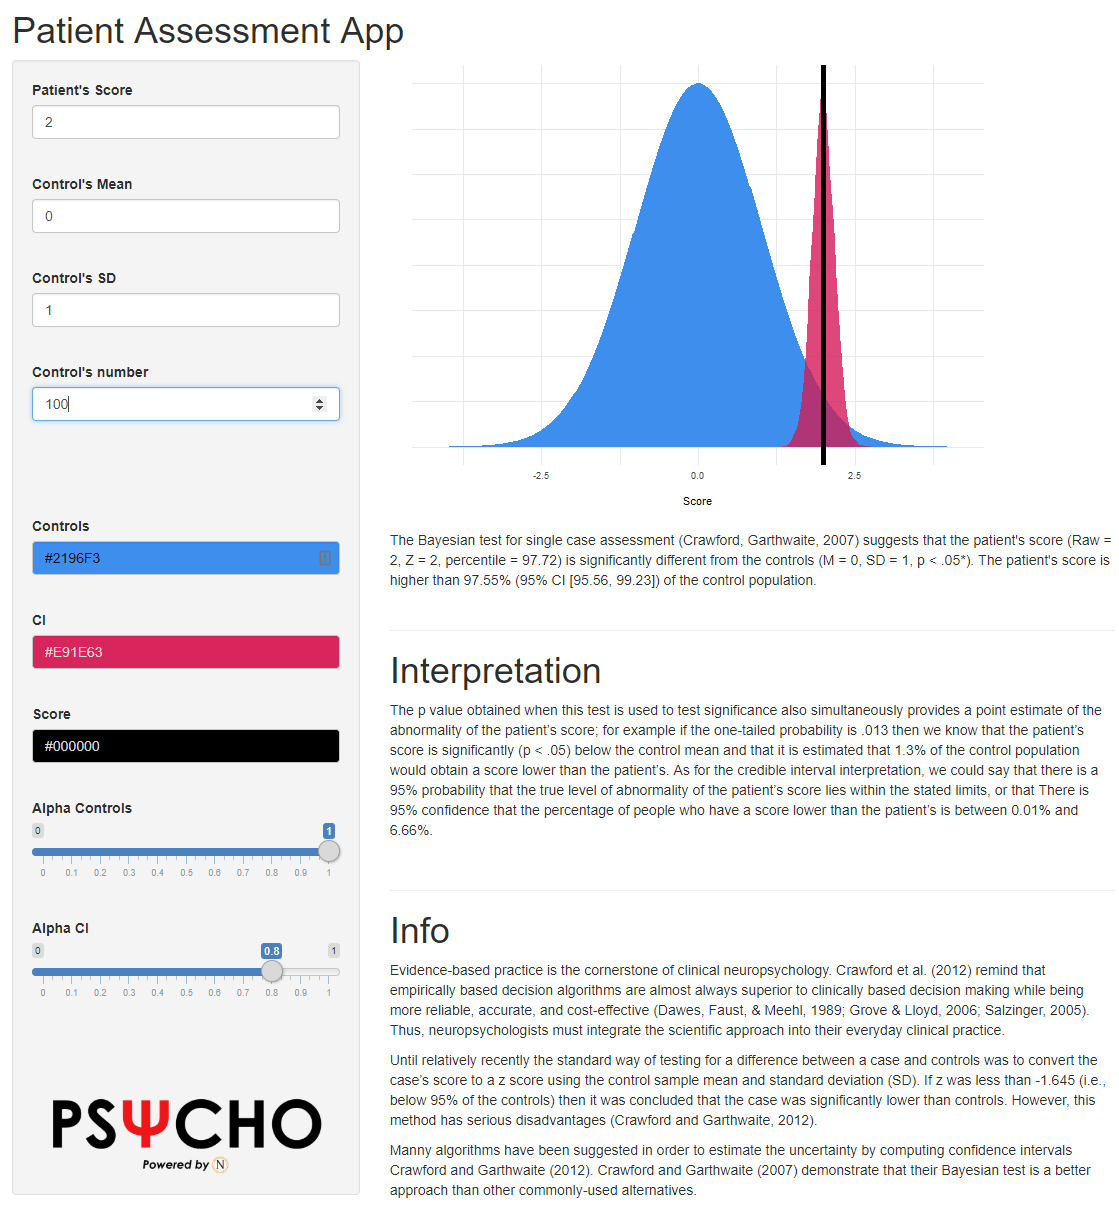 Patient Assessment App
Patient's Score
2
Control's Mean
0
Control's SD
1
Control's number
100
Controls
#2196F3
CI
#E91E63
Score
#000000
Alpha Controls
0
1
0 0.1 0.2 0.3 0.4 0.5 0.6 0.7 0.8 0.9 1
Alpha CI
0
0.8
1
0 0.1 0.2 0.3 0.4 0.5 0.6 0.7 0.8 0.9 1
PSΨCHO
Powered by N
-2.5 0.0 2.5
Score
The Bayesian test for single case assessment (Crawford, Garthwaite, 2007) suggests that the patient's score (Raw =
2, Z = 2, percentile = 97.72) is significantly different from the controls (M = 0, SD = 1, p < .05*). The patient's score is
higher than 97.55% (95% CI [95.56, 99.23]) of the control population.
Interpretation
The p value obtained when this test is used to test significance also simultaneously provides a point estimate of the
abnormality of the patient’s score; for example if the one-tailed probability is .013 then we know that the patient’s
score is significantly (p < .05) below the control mean and that it is estimated that 1.3% of the control population
would obtain a score lower than the patient’s. As for the credible interval interpretation, we could say that there is a
95% probability that the true level of abnormality of the patient’s score lies within the stated limits, or that There is
95% confidence that the percentage of people who have a score lower than the patient’s is between 0.01% and
6.66%.
Info
Evidence-based practice is the cornerstone of clinical neuropsychology. Crawford et al. (2012) remind that
empirically based decision algorithms are almost always superior to clinically based decision making while being
more reliable, accurate, and cost-effective (Dawes, Faust, & Meehl, 1989; Grove & Lloyd, 2006; Salzinger, 2005).
Thus, neuropsychologists must integrate the scientific approach into their everyday clinical practice.
Until relatively recently the standard way of testing for a difference between a case and controls was to convert the
case’s score to a z score using the control sample mean and standard deviation (SD). If z was less than -1.645 (i.e.,
below 95% of the controls) then it was concluded that the case was significantly lower than controls. However, this
method has serious disadvantages (Crawford and Garthwaite, 2012).
Manny algorithms have been suggested in order to estimate the uncertainty by computing confidence intervals
Crawford and Garthwaite (2012). Crawford and Garthwaite (2007) demonstrate that their Bayesian test is a better
approach than other commonly-used alternatives.